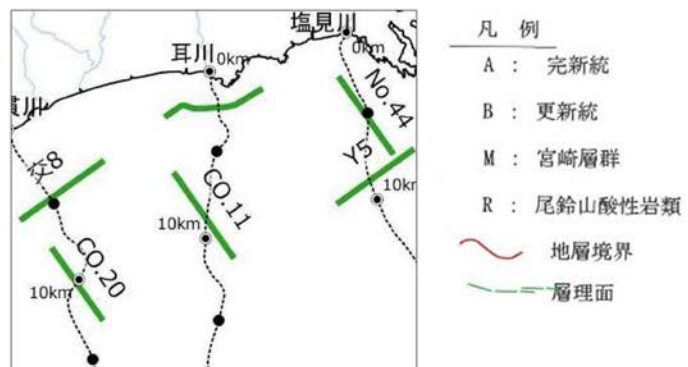 塩見川
0km
耳川
0km
貫川
No.44
Y5
10km
CO.11
10km
CO.20
10km
凡 例
A : 完新統
B : 更新統
M : 宮崎層群
R : 尾鈴山酸性岩類
地層境界
層理面